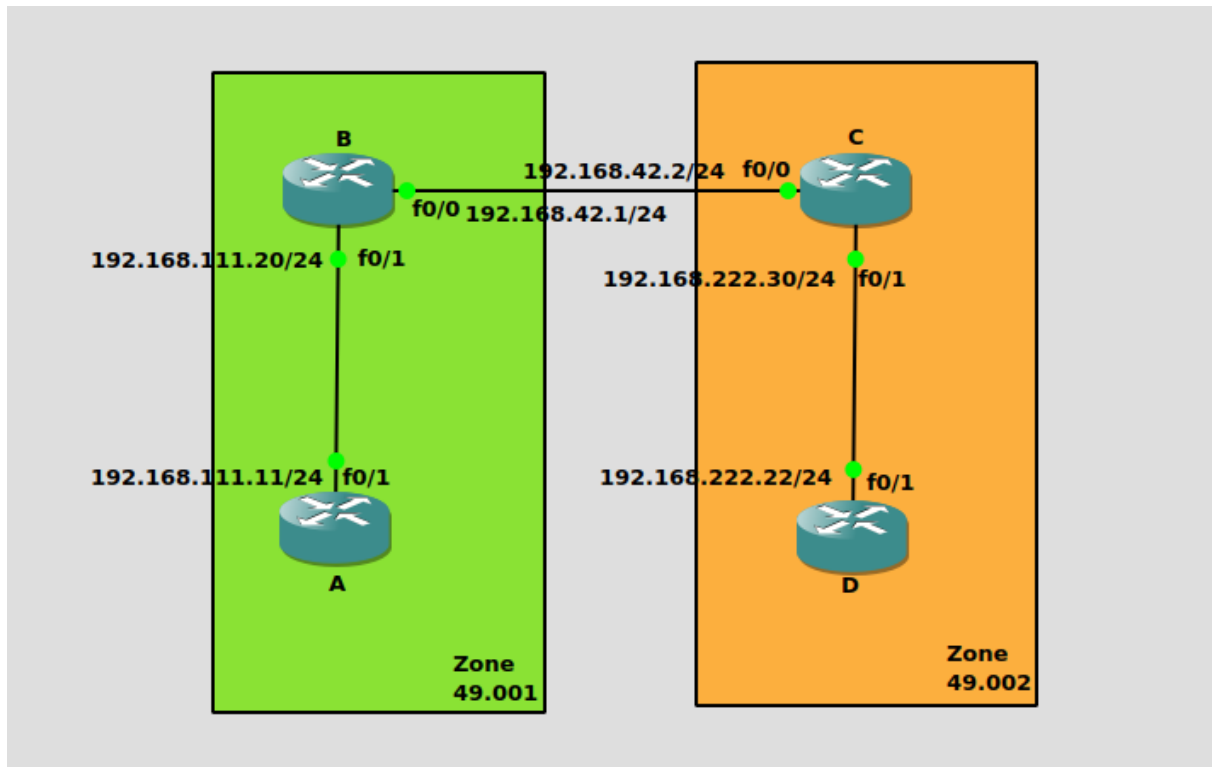 B
C
192.168.42.2/24
f0/0
f0/0
192.168.42.1/24
192.168.111.20/24
f0/1
192.168.222.30/24
f0/1
192.168.111.11/24
f0/1
192.168.222.22/24
f0/1
A
D
Zone
49.001
Zone
49.002